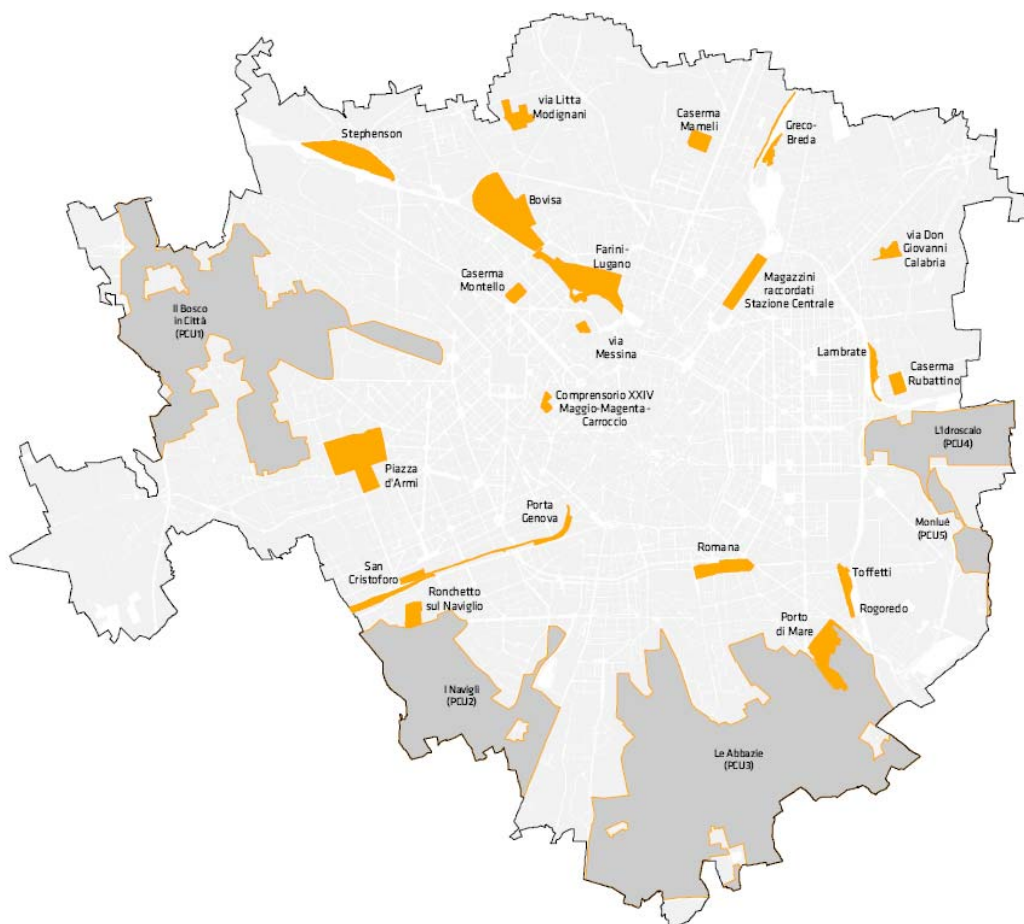 via Litta
Modignani
Stephenson
Caserma
Mameli
Greco-
Breda
Bovisa
via Don
Giovanni
Calabria
Farini-
Lugano
Caserma
Montello
Magazzini
raccordati
Stazione Centrale
Il Bosco
in Città
(PCU1)
via
Messina
Lambrate
Caserma
Rubattino
Comprensorio XXIV
Maggio-Magenta-
Carroccio
L'Idroscalo
(PCU4)
Piazza
d'Armi
Porta
Genova
Monlué
(PCU5)
Romana
San
Cristoforo
Toffetti
Ronchetto
sul Naviglio
Rogoredo
Porto
di Mare
I Navigli
(PCU2)
Le Abbazie
(PCU3)